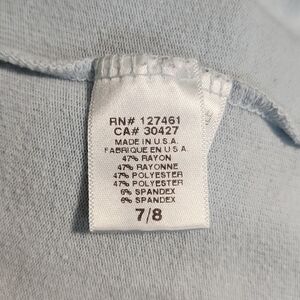 RN# 127461
CA# 30427
MADE IN U.S.A.
FABRIQUE EN U.S.A
47% RAYON
47% RAYONNE
47% POLYESTER
47% POLYESTER
6% SPANDEX
6% SPANDEX
7/8